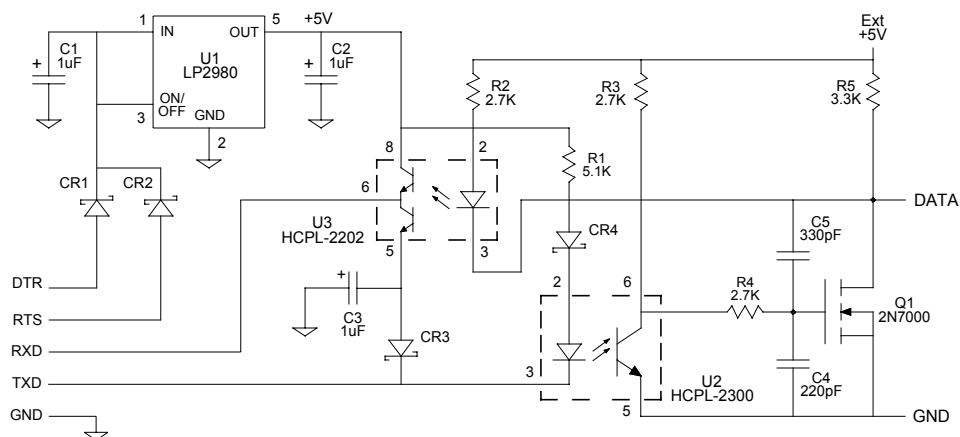 Ext
+5V
1
IN
OUT
5
+5V
C1
1uF
+
U1
LP2980
+
C2
1uF
R2
2.7K
R3
2.7K
R5
3.3K
ON/
OFF
3
GND
2
8
2
R1
5.1K
CR1
CR2
6
U3
HCPL-2202
5
3
CR4
DATA
C5
330pF
DTR
RTS
RXD
TXD
GND
+
C3
1uF
CR3
2
6
R4
2.7K
Q1
2N7000
3
U2
HCPL-2300
5
C4
220pF
GND